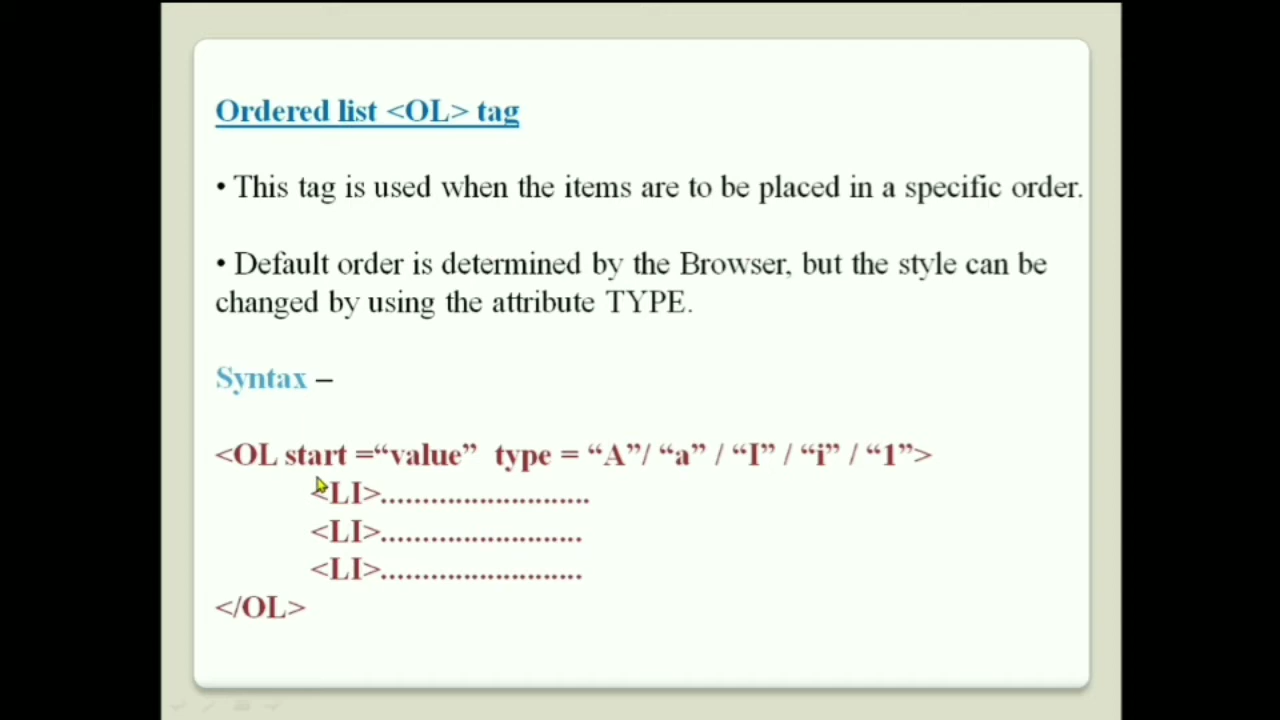 Ordered list <OL> tag
• This tag is used when the items are to be placed in a specific order.
• Default order is determined by the Browser, but the style can be
changed by using the attribute TYPE.
Syntax –
<OL start =“value”  type = “A”/ “a” / “I” / “i” / “1”>
<LI>.........................
<LI>........................
<LI>........................
</OL>